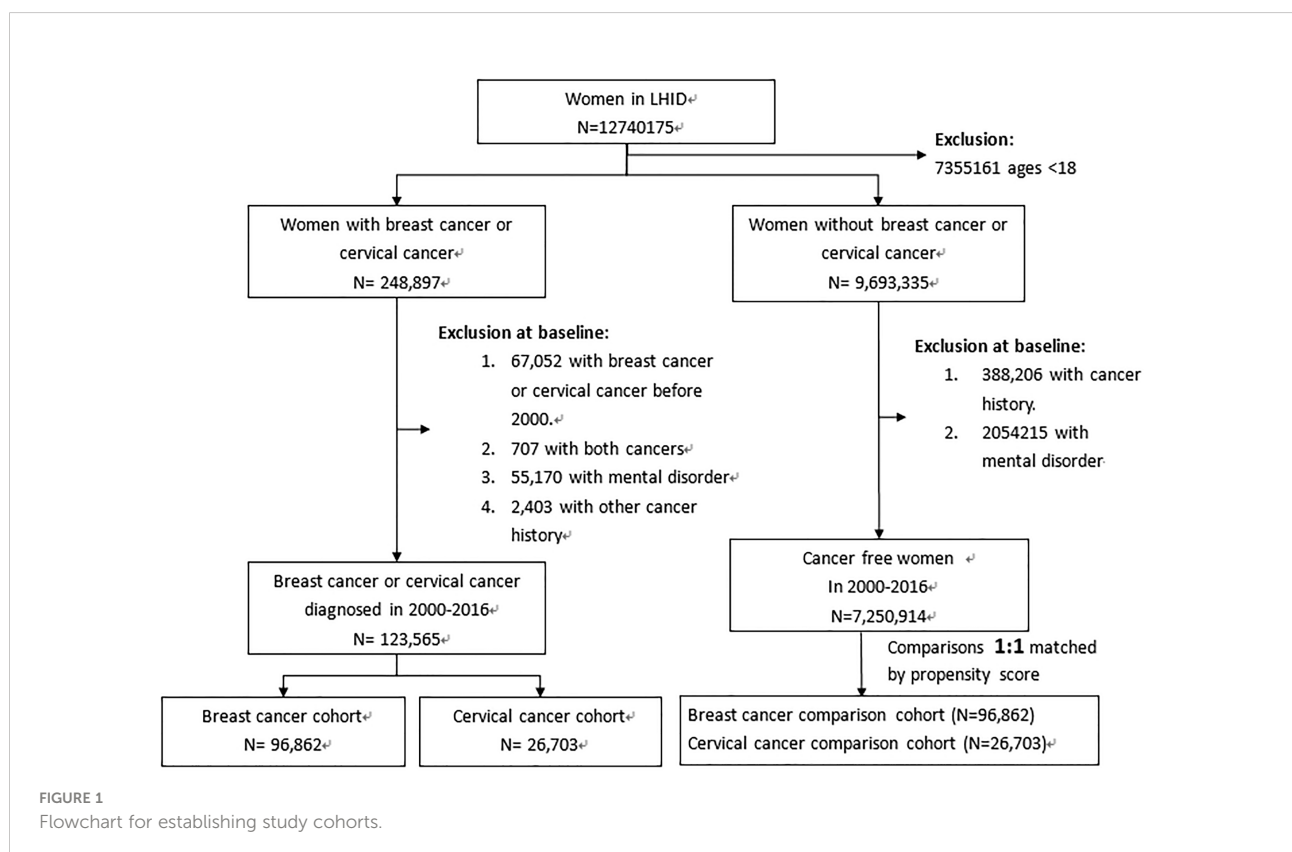 Women in LHID↵
N=12740175↵
Exclusion:
7355161 ages <18
Women with breast cancer or
cervical cancer↵
N= 248,897↵
Women without breast cancer or
cervical cancer↵
N= 9,693,335↵
Exclusion at baseline:
1. 67,052 with breast cancer
or cervical cancer before
2000.↵
2. 707 with both cancers↵
3. 55,170 with mental disorder↵
4. 2,403 with other cancer
history↵
Exclusion at baseline:
1. 388,206 with cancer
history.
2. 2054215 with
mental disorder
Breast cancer or cervical cancer
diagnosed in 2000-2016↵
N= 123,565↵
Cancer free women ↵
In 2000-2016↵
N=7,250,914↵
Comparisons 1:1 matched
by propensity score
Breast cancer cohort↵
N= 96,862↵
Cervical cancer cohort↵
N= 26,703↵
Breast cancer comparison cohort (N=96,862)
Cervical cancer comparison cohort (N=26,703)↵
FIGURE 1
Flowchart for establishing study cohorts.